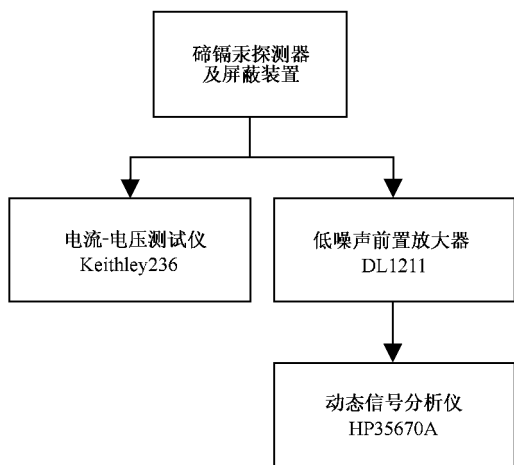 碲镉汞探测器
及屏蔽装置
电流-电压测试仪
Keithley236
低噪声前置放大器
DL1211
动态信号分析仪
HP35670A